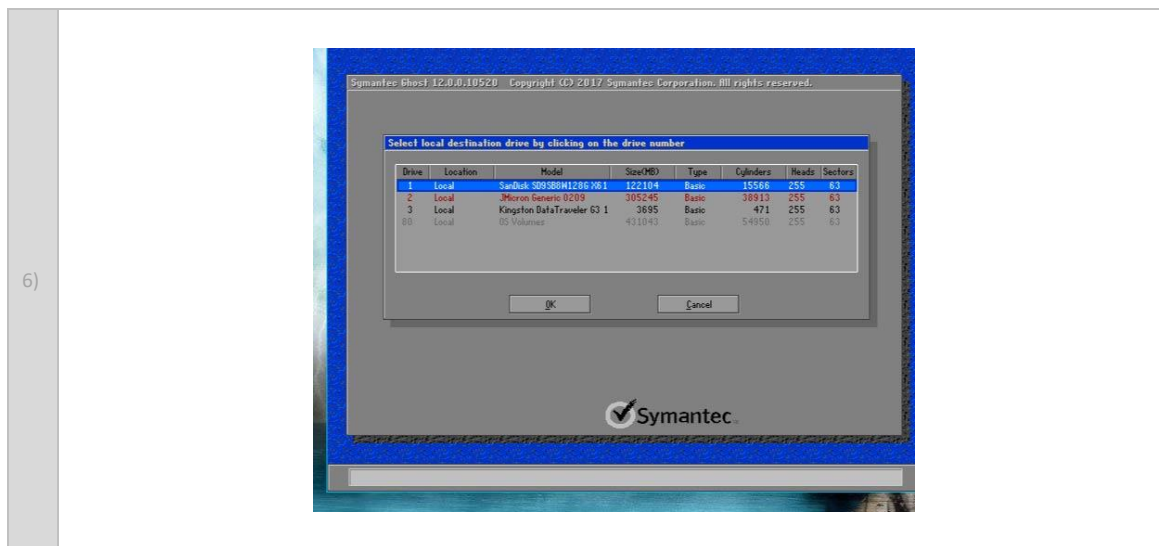 6)
Symantec Ghost 12.0.0.10520 Copyright (C) 2017 Symantec Corporation. All rights reserved.
Select local destination drive by clicking on the drive number
Drive Location Model Size(MB) Type Cylinders Heads Sectors
1 Local SanDisk 122104 Basic 15566 255 63
2 Local JMicron Generic 0209 305245 Basic 38913 255 63
3 Local Kingston DataTraveler G3 1 3695 Basic 471 255 63
80 Local OS Volumes 431043 Basic 54950 255 63
OK Cancel
Symantec.